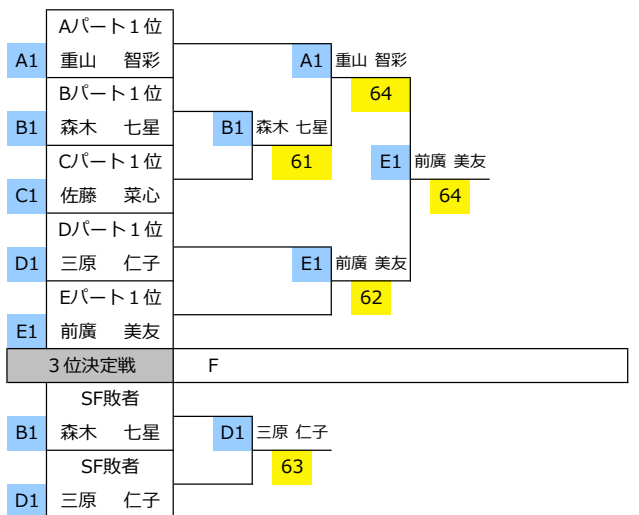 Aパート１位
A1 重山 智彩 A1 重山 智彩
Bパート１位 64
B1 森木 七星 B1 森木 七星
Cパート１位 61 E1 前廣 美友
C1 佐藤 菜心 64
Dパート１位
D1 三原 仁子 E1 前廣 美友
Eパート１位 62
E1 前廣 美友
３位決定戦 F
SF敗者
B1 森木 七星 D1 三原 仁子
SF敗者 63
D1 三原 仁子